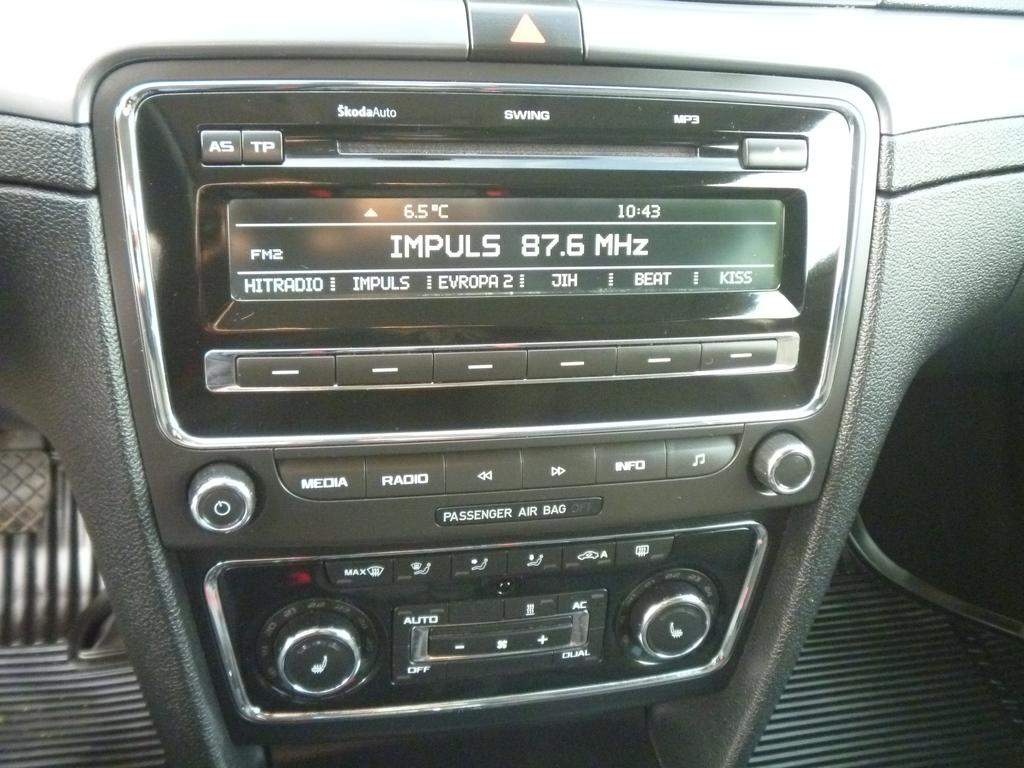 ŠkodaAuto SWING MP3
AS TP
6.5°C 10:43
FM2 IMPULS 87.6 MHz
HITRADIO IMPULS EVROPA 2 JIH BEAT KISS
MEDIA RADIO INFO
PASSENGER AIR BAG OFF
MAX A
AUTO AC
- +
OFF DUAL